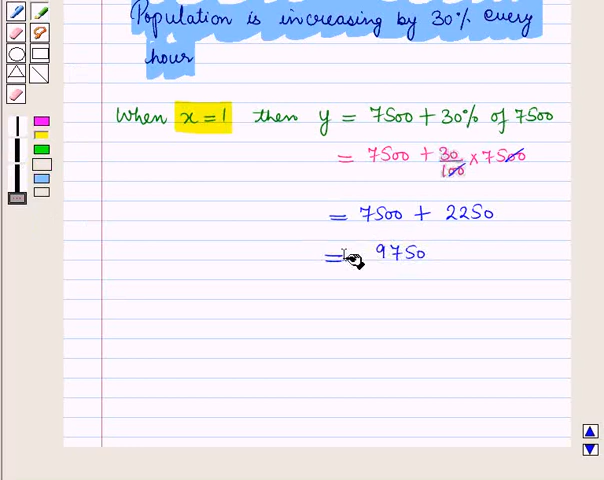 Population is increasing by 30% every
hour
When x = 1 then y = 7500 + 30% of 7500
= 7500 + 30/100 × 7500
= 7500 + 2250
= 9750